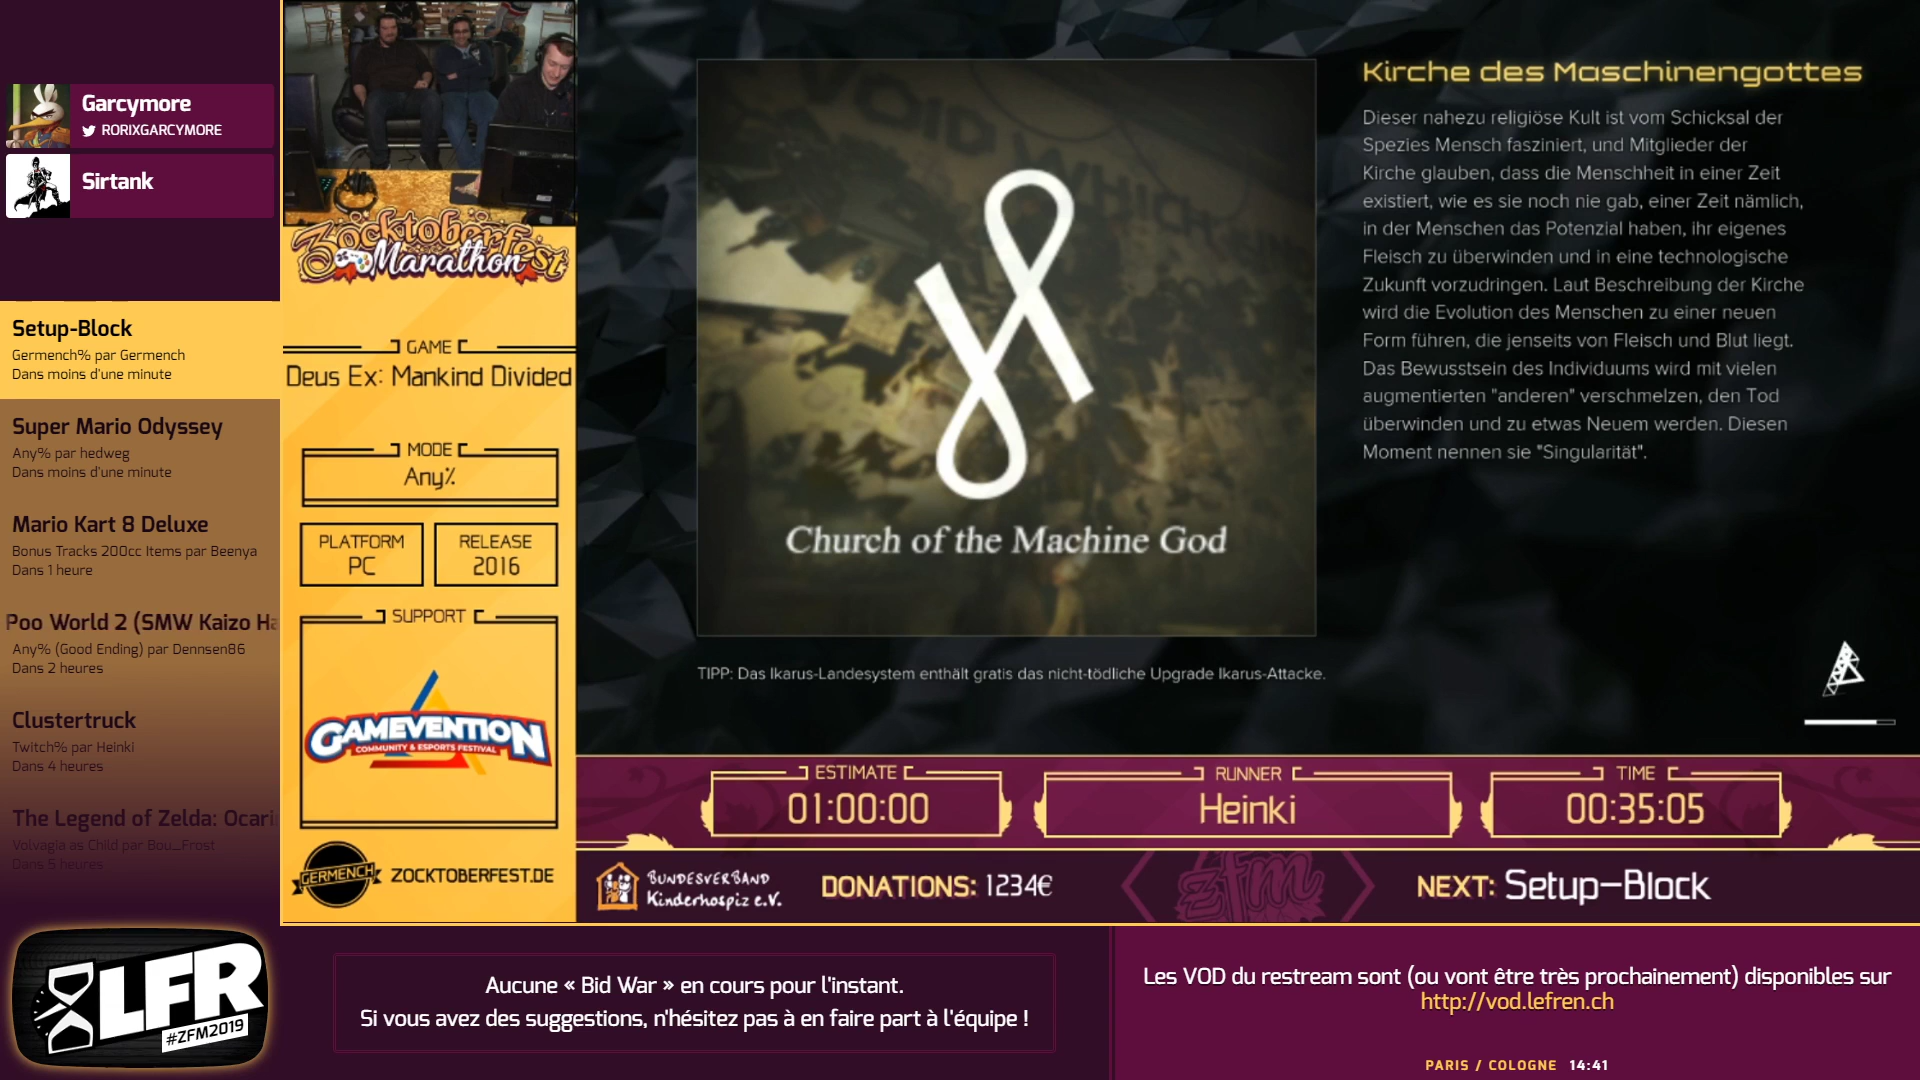 Garcymore
RORIXGARCYMORE
Sirtank
Setup-Block
Germench% par Germench
Dans moins d'une minute
Super Mario Odyssey
Any% par hedweg
Dans moins d'une minute
Mario Kart 8 Deluxe
Bonus Tracks 200cc Items par Beenya
Dans 1 heure
Poo World 2 (SMW Kaizo Ha
Any% (Good Ending) par Dennsen86
Dans 2 heures
Clustertruck
Twitch% par Heinki
Dans 4 heures
The Legend of Zelda: Ocari
Volvagia as Child par Bou_Frost
Dans 5 heures
LFR
#ZFM2019
Zocktoberfest
Marathon
GAME
Deus Ex: Mankind Divided
MODE
Any%
PLATFORM
PC
RELEASE
2016
SUPPORT
GAMEVENTION
COMMUNITY & ESPORTS FESTIVAL
GERMENCH
ZOCKTOBERFEST.DE
VOID WHICH
Church of the Machine God
TIPP: Das Ikarus-Landesystem enthält gratis das nicht-tödliche Upgrade Ikarus-Attacke.
Kirche des Maschinengottes
Dieser nahezu religiöse Kult ist vom Schicksal der
Spezies Mensch fasziniert, und Mitglieder der
Kirche glauben, dass die Menschheit in einer Zeit
existiert, wie es sie noch nie gab, einer Zeit nämlich,
in der Menschen das Potenzial haben, ihr eigenes
Fleisch zu überwinden und in eine technologische
Zukunft vorzudringen. Laut Beschreibung der Kirche
wird die Evolution des Menschen zu einer neuen
Form führen, die jenseits von Fleisch und Blut liegt.
Das Bewusstsein des Individuums wird mit vielen
augmentierten "anderen" verschmelzen, den Tod
überwinden und zu etwas Neuem werden. Diesen
Moment nennen sie "Singularität".
ESTIMATE
01:00:00
RUNNER
Heinki
TIME
00:35:05
BUNDESVERBAND
Kinderhospiz e.V.
DONATIONS: 1234€
zfm
NEXT: Setup-Block
Aucune « Bid War » en cours pour l'instant.
Si vous avez des suggestions, n'hésitez pas à en faire part à l'équipe !
Les VOD du restream sont (ou vont être très prochainement) disponibles sur
http://vod.lefren.ch
PARIS / COLOGNE 14:41